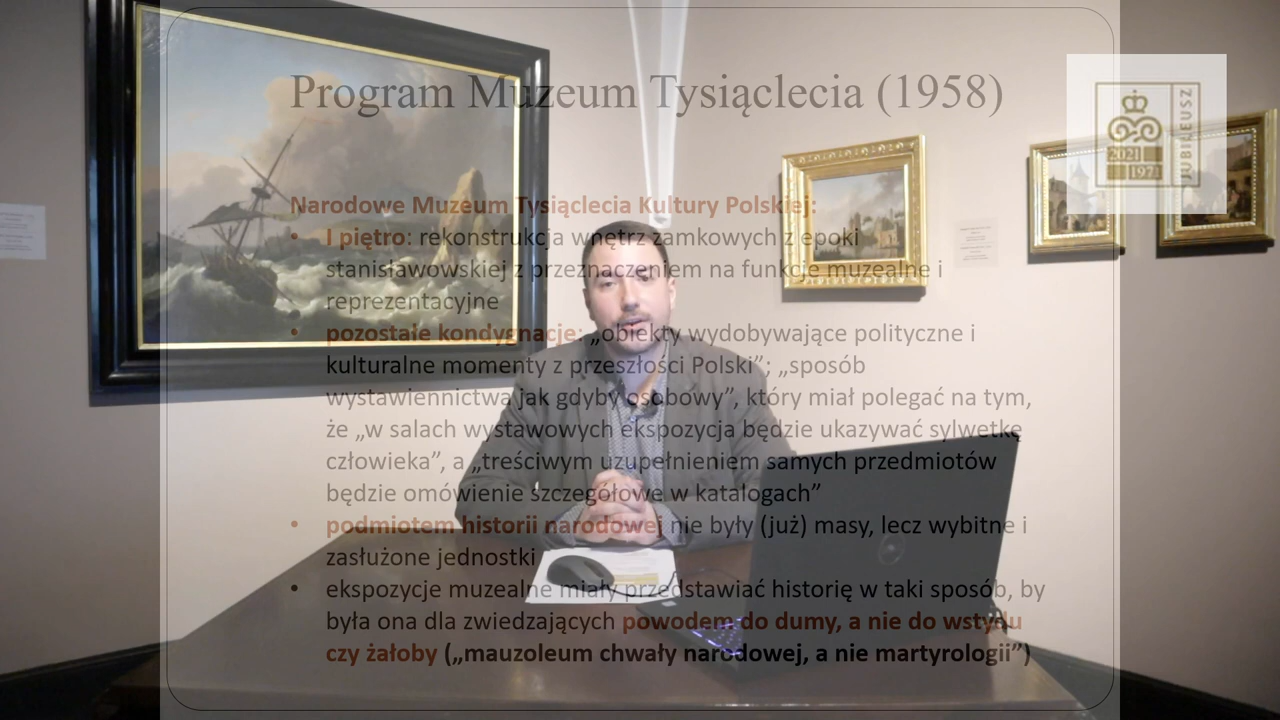 Program Muzeum Tysiąclecia (1958)
2021
1971
JUBILEUSZ
Narodowe Muzeum Tysiąclecia Kultury Polskiej:
• I piętro: rekonstrukcja wnętrz zamkowych z epoki
stanisławowskiej z przeznaczeniem na funkcje muzealne i
reprezentacyjne
• pozostałe kondygnacje: „obiekty wydobywające polityczne i
kulturalne momenty z przeszłości Polski”; „sposób
wystawiennictwa jak gdyby osobowy”, który miał polegać na tym,
że „w salach wystawowych ekspozycja będzie ukazywać sylwetkę
człowieka”, a „treściwym uzupełnieniem samych przedmiotów
będzie omówienie szczegółowe w katalogach”
• podmiotem historii narodowej nie były (już) masy, lecz wybitne i
zasłużone jednostki
• ekspozycje muzealne miały przedstawiać historię w taki sposób, by
była ona dla zwiedzających powodem do dumy, a nie do wstydu
czy żałoby („mauzoleum chwały narodowej, a nie martyrologii”)